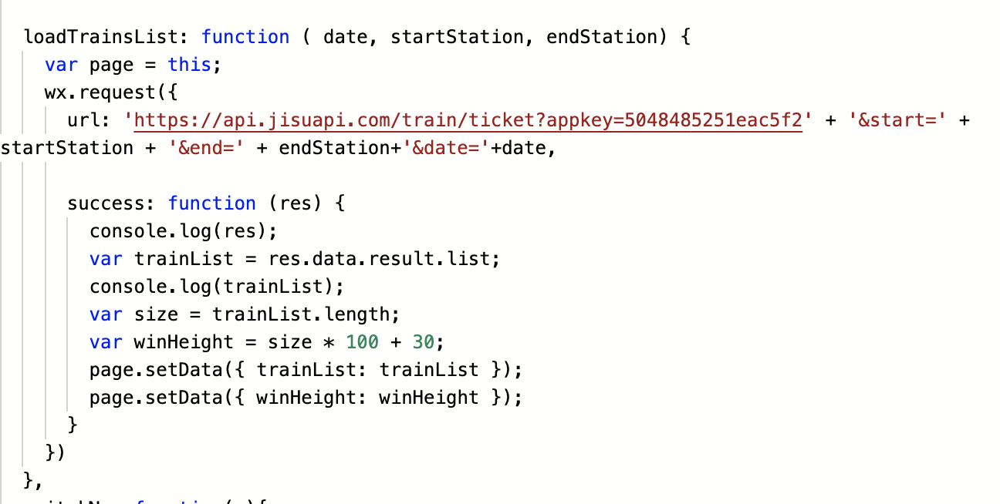 loadTrainsList: function ( date, startStation, endStation) {
var page = this;
wx.request({
url: 'https://api.jisuapi.com/train/ticket?appkey=5048485251eac5f2' + '&start=' +
startStation + '&end=' + endStation+'&date='+date,
success: function (res) {
console.log(res);
var trainList = res.data.result.list;
console.log(trainList);
var size = trainList.length;
var winHeight = size * 100 + 30;
page.setData({ trainList: trainList });
page.setData({ winHeight: winHeight });
}
})
},